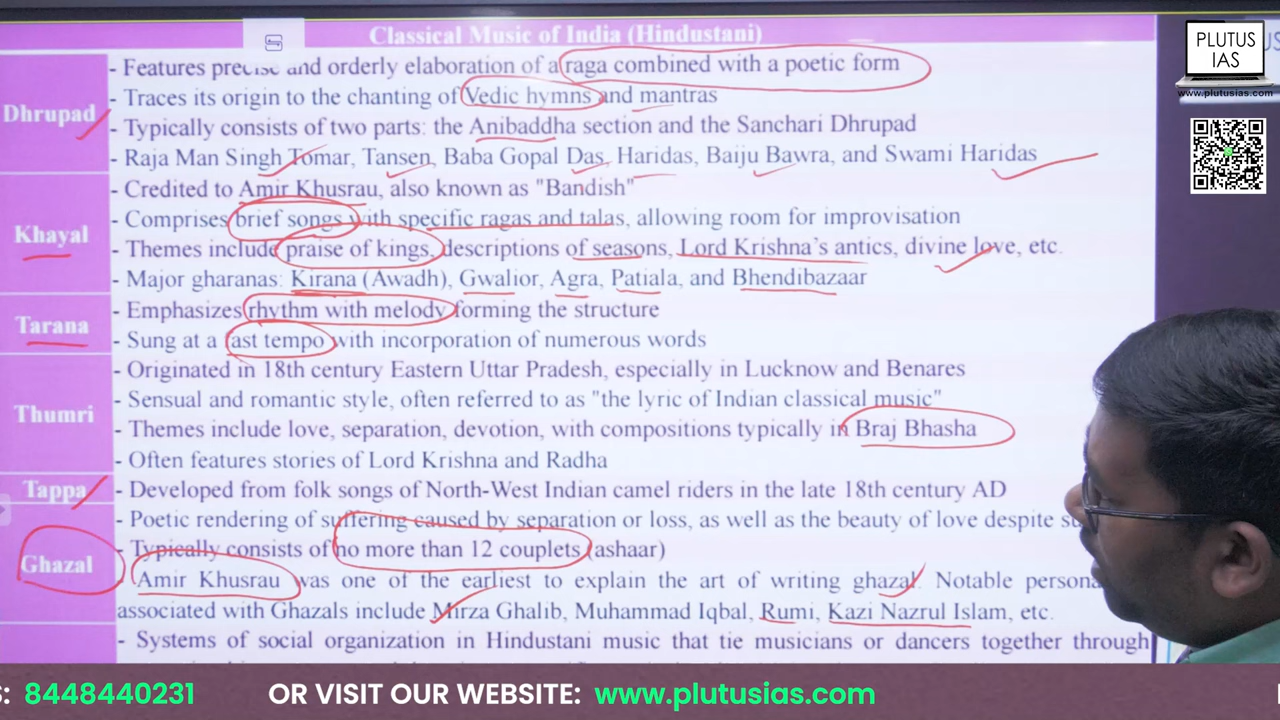 Classical Music of India (Hindustani)
PLUTUS
IAS
www.plutusias.com
Dhrupad
- Features precise and orderly elaboration of a raga combined with a poetic form
- Traces its origin to the chanting of Vedic hymns and mantras
- Typically consists of two parts: the Anibaddha section and the Sanchari Dhrupad
- Raja Man Singh Tomar, Tansen, Baba Gopal Das, Haridas, Baiju Bawra, and Swami Haridas
Khayal
- Credited to Amir Khusrau, also known as "Bandish"
- Comprises brief songs with specific ragas and talas, allowing room for improvisation
- Themes include praise of kings, descriptions of seasons, Lord Krishna's antics, divine love, etc.
- Major gharanas: Kirana (Awadh), Gwalior, Agra, Patiala, and Bhendibazaar
Tarana
- Emphasizes rhythm with melody forming the structure
- Sung at a fast tempo with incorporation of numerous words
Thumri
- Originated in 18th century Eastern Uttar Pradesh, especially in Lucknow and Benares
- Sensual and romantic style, often referred to as "the lyric of Indian classical music"
- Themes include love, separation, devotion, with compositions typically in Braj Bhasha
- Often features stories of Lord Krishna and Radha
Tappa
- Developed from folk songs of North-West Indian camel riders in the late 18th century AD
Ghazal
- Poetic rendering of suffering caused by separation or loss, as well as the beauty of love despite
- Typically consists of no more than 12 couplets (ashaar)
Amir Khusrau was one of the earliest to explain the art of writing ghazal. Notable
associated with Ghazals include Mirza Ghalib, Muhammad Iqbal, Rumi, Kazi Nazrul Islam, etc.
- Systems of social organization in Hindustani music that tie musicians or dancers together through
8448440231 OR VISIT OUR WEBSITE: www.plutusias.com